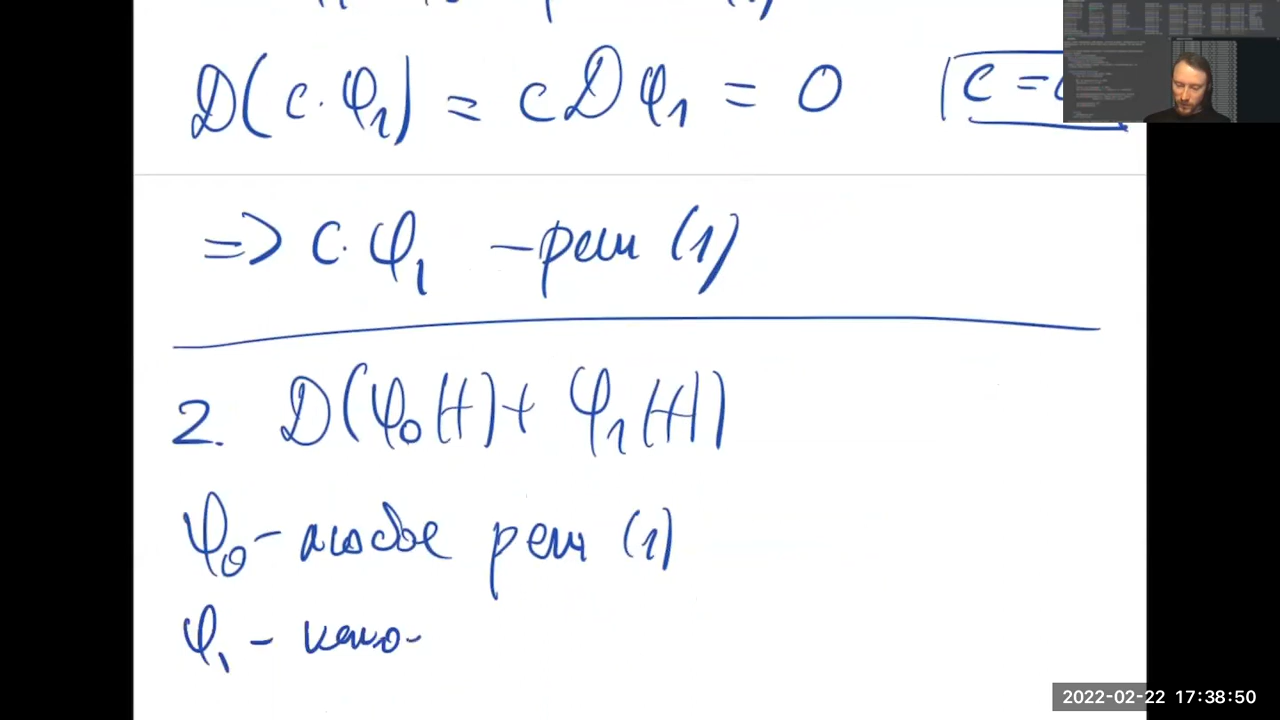 D(c·φ₁) = cDφ₁ = 0 C =
=> C·φ₁ – реш (1)
2. D(φ₀(t) + φ₁(t))
φ₀ – любое реш (1)
φ₁ –
2022-02-22 17:38:50